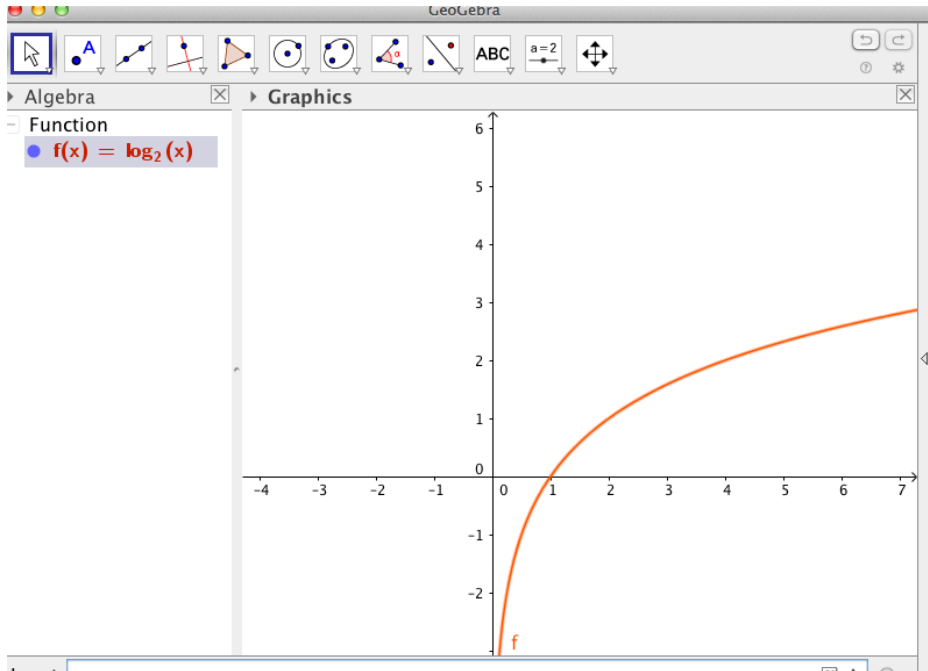 GeoGebra
A
α
ABC
a=2
Algebra
Graphics
Function
f(x) = log₂(x)
6
5
4
3
2
1
0
-4 -3 -2 -1 0 1 2 3 4 5 6 7
-1
-2
f